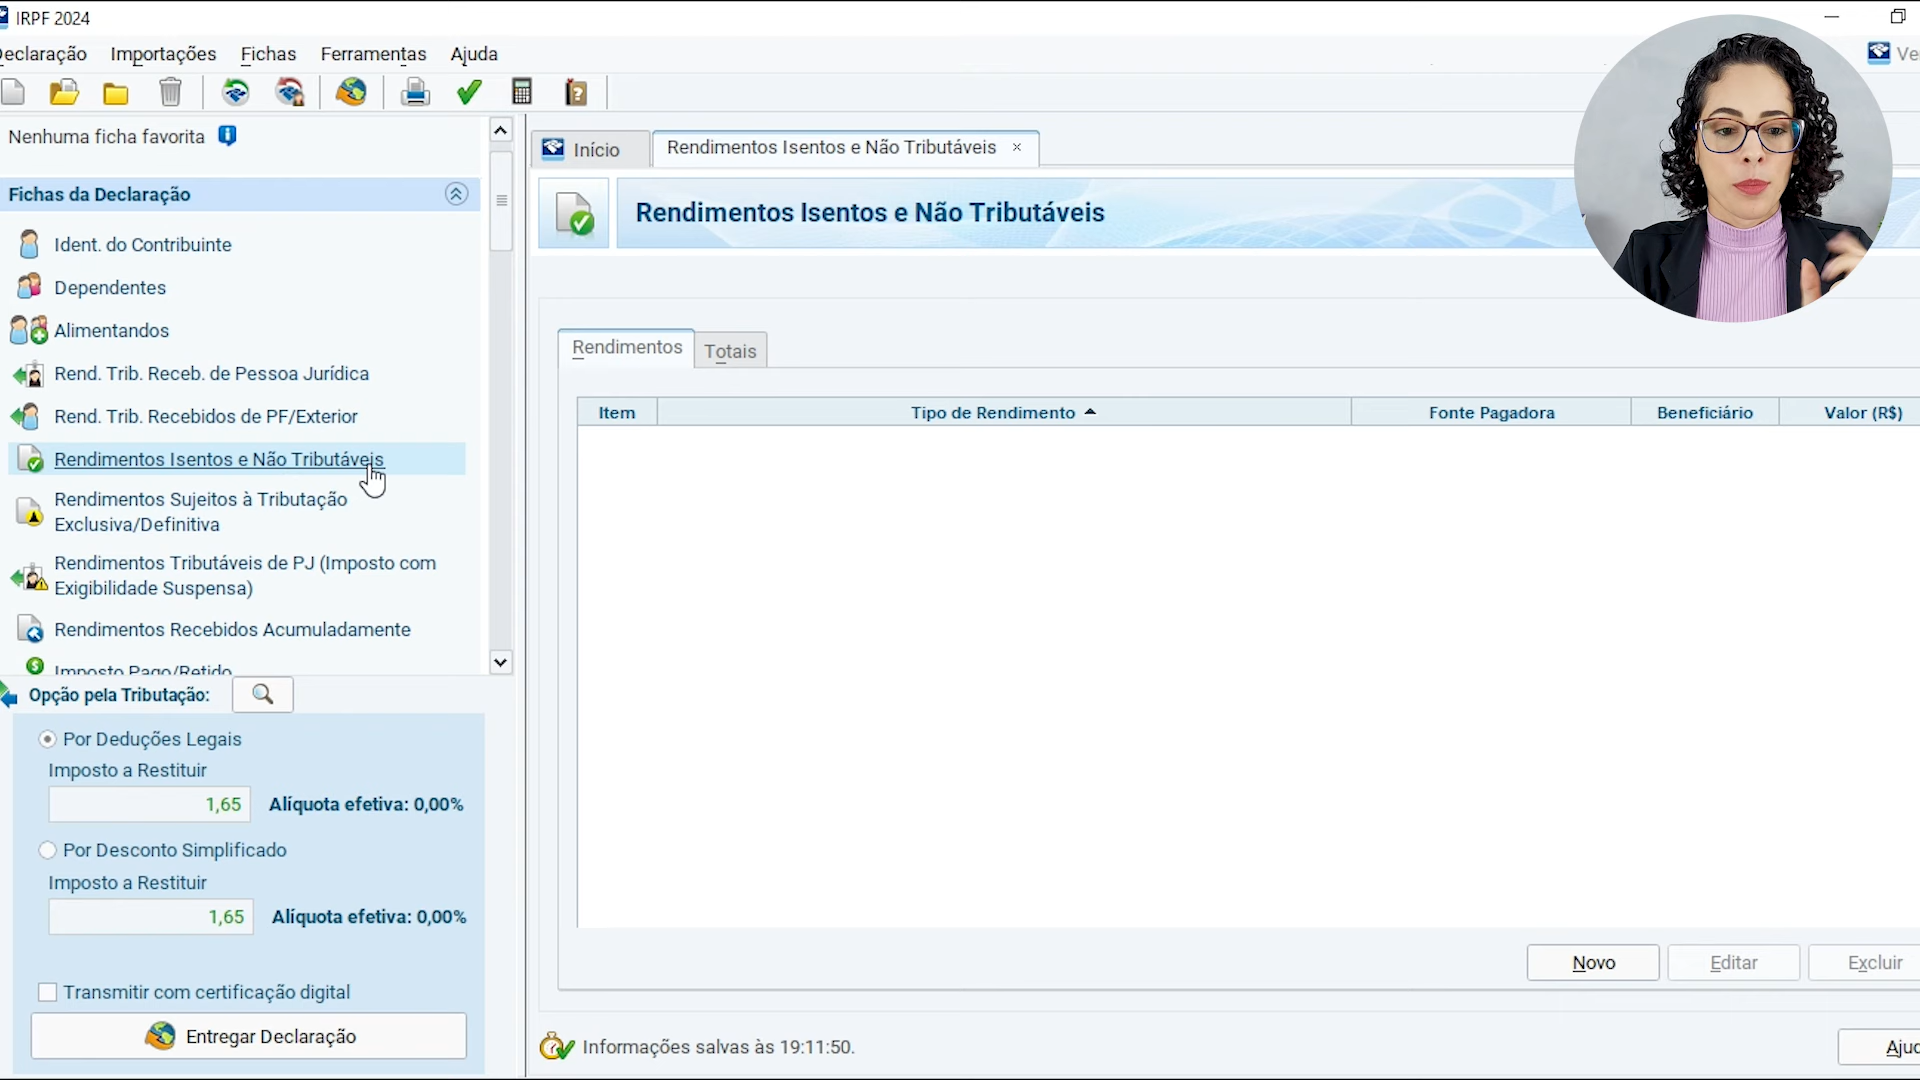 IRPF 2024
Declaração Importações Fichas Ferramentas Ajuda
Nenhuma ficha favorita
Fichas da Declaração
Ident. do Contribuinte
Dependentes
Alimentandos
Rend. Trib. Receb. de Pessoa Jurídica
Rend. Trib. Recebidos de PF/Exterior
Rendimentos Isentos e Não Tributáveis
Rendimentos Sujeitos à Tributação
Exclusiva/Definitiva
Rendimentos Tributáveis de PJ (Imposto com
Exigibilidade Suspensa)
Rendimentos Recebidos Acumuladamente
Imposto Pago/Retido
Opção pela Tributação:
Por Deduções Legais
Imposto a Restituir
1,65 Alíquota efetiva: 0,00%
Por Desconto Simplificado
Imposto a Restituir
1,65 Alíquota efetiva: 0,00%
Transmitir com certificação digital
Entregar Declaração
Início Rendimentos Isentos e Não Tributáveis
Rendimentos Isentos e Não Tributáveis
Rendimentos Totais
Item Tipo de Rendimento Fonte Pagadora Beneficiário Valor (R$)
Novo Editar Excluir
Informações salvas às 19:11:50.